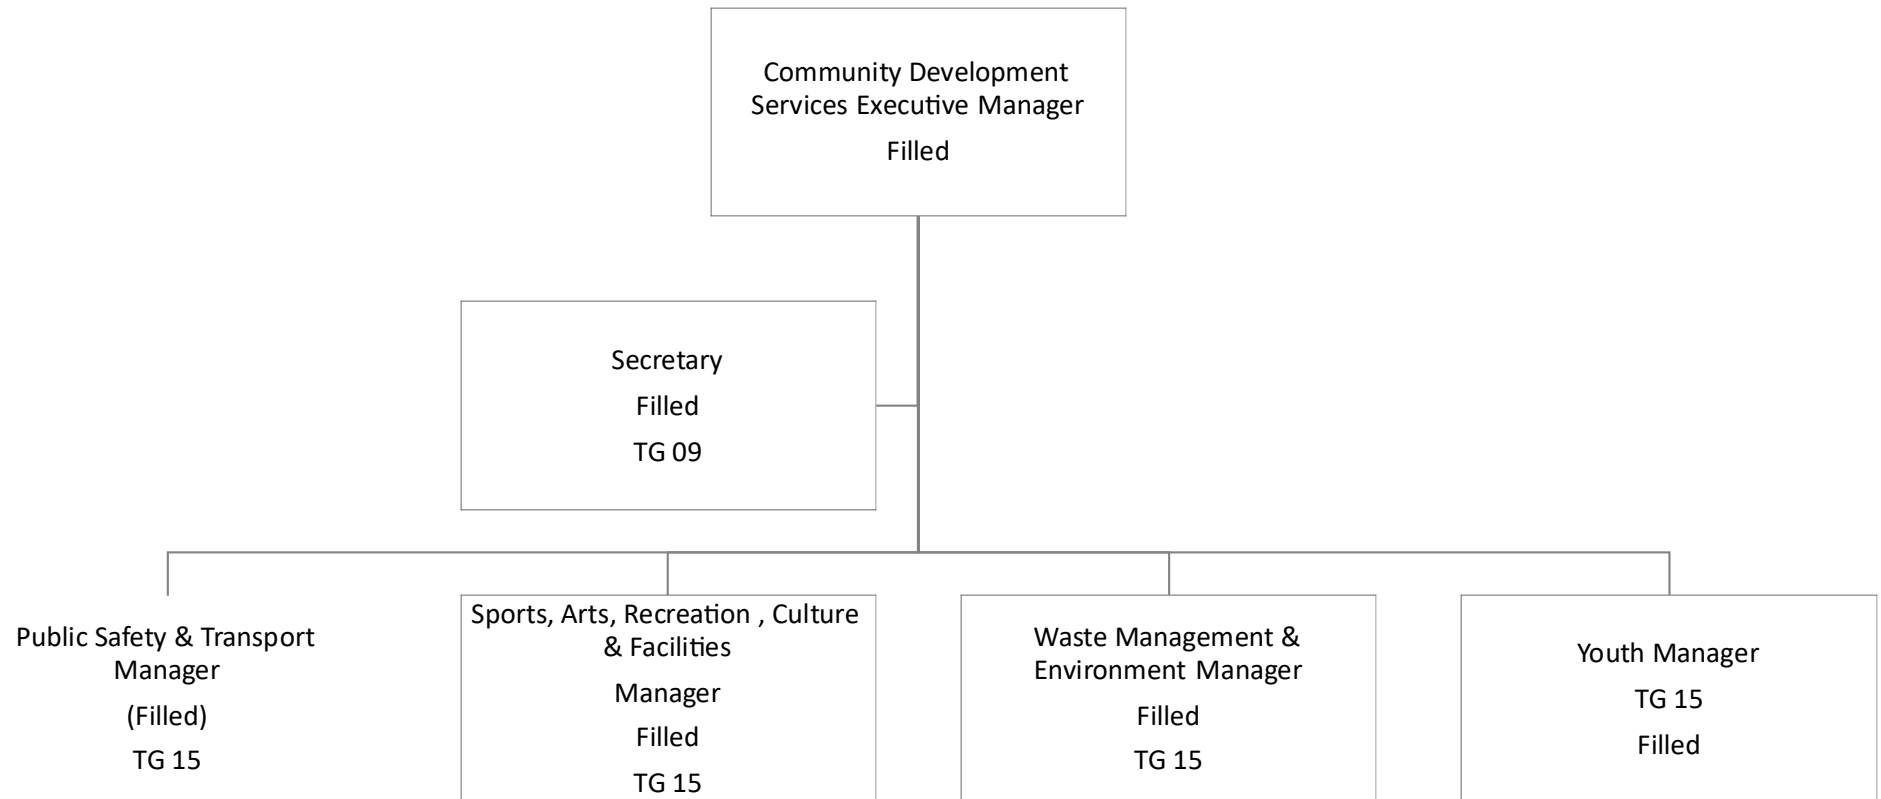 Community Development
Services Executive Manager
Filled
Secretary
Filled
TG 09
Public Safety & Transport
Manager
(Filled)
TG 15
Sports, Arts, Recreation , Culture
& Facilities
Manager
Filled
TG 15
Waste Management &
Environment Manager
Filled
TG 15
Youth Manager
TG 15
Filled